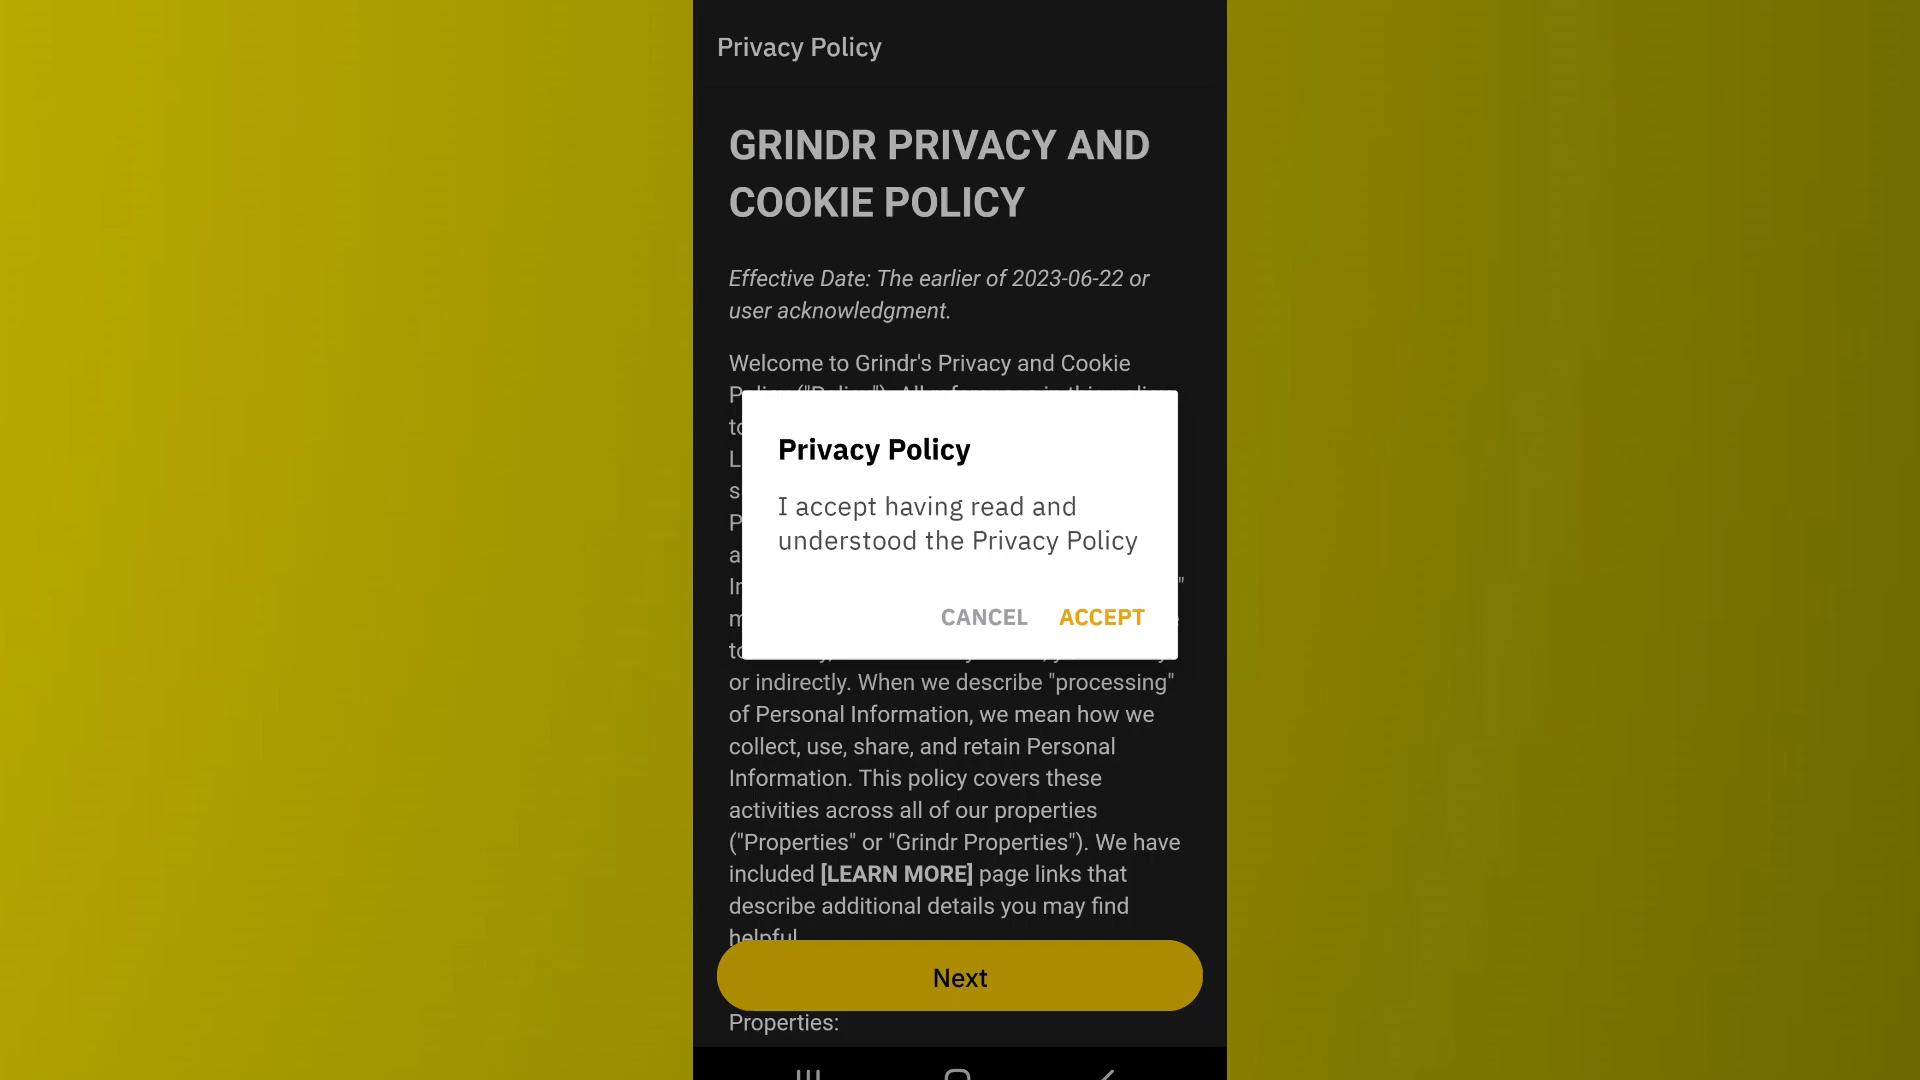 Privacy Policy
GRINDR PRIVACY AND
COOKIE POLICY
Effective Date: The earlier of 2023-06-22 or
user acknowledgment.
Welcome to Grindr's Privacy and Cookie
Privacy Policy
I accept having read and
understood the Privacy Policy
CANCEL ACCEPT
or indirectly. When we describe "processing"
of Personal Information, we mean how we
collect, use, share, and retain Personal
Information. This policy covers these
activities across all of our properties
("Properties" or "Grindr Properties"). We have
included [LEARN MORE] page links that
describe additional details you may find
helpful
Next
Properties: